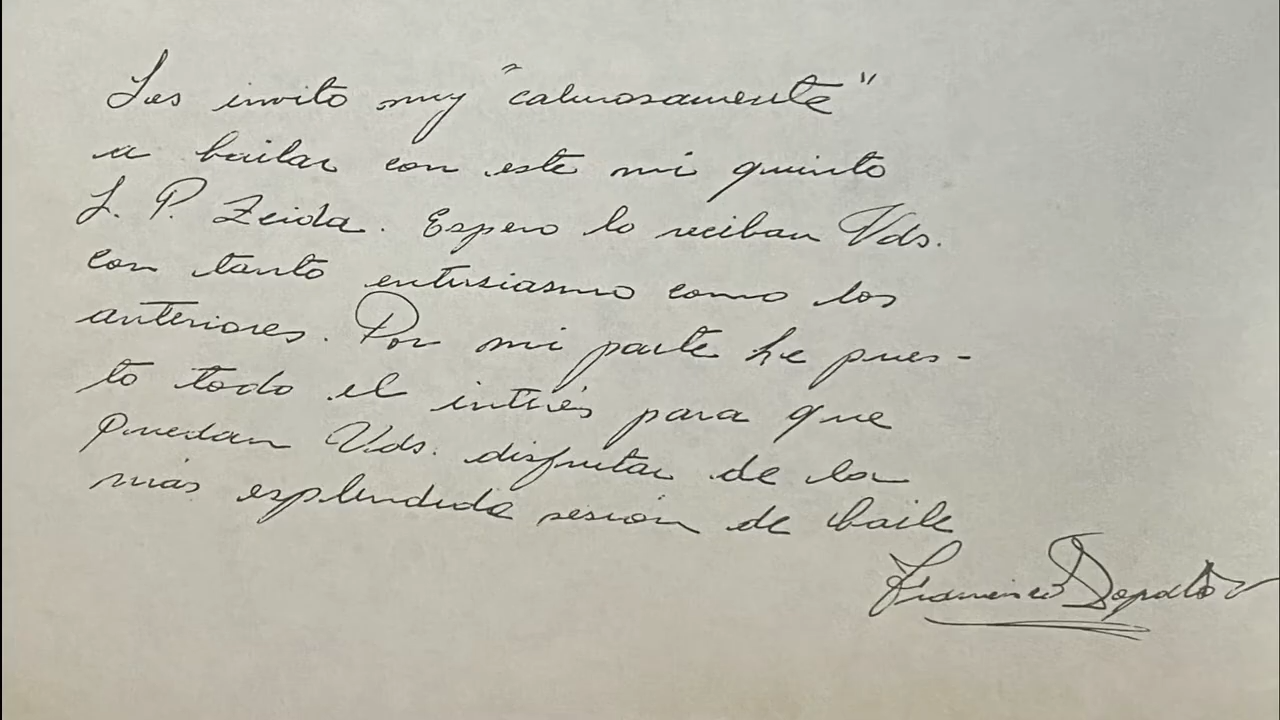 Les invito muy "calmosamente"
a bailar con este mi quinto
L. P. Zeida. Espero lo reciban Vds.
con tanto entusiasmo como los
anteriores. Por mi parte he pues-
to todo el interés para que
puedan Vds. disfrutar de la
más esplendida sesión de baile
Francisco